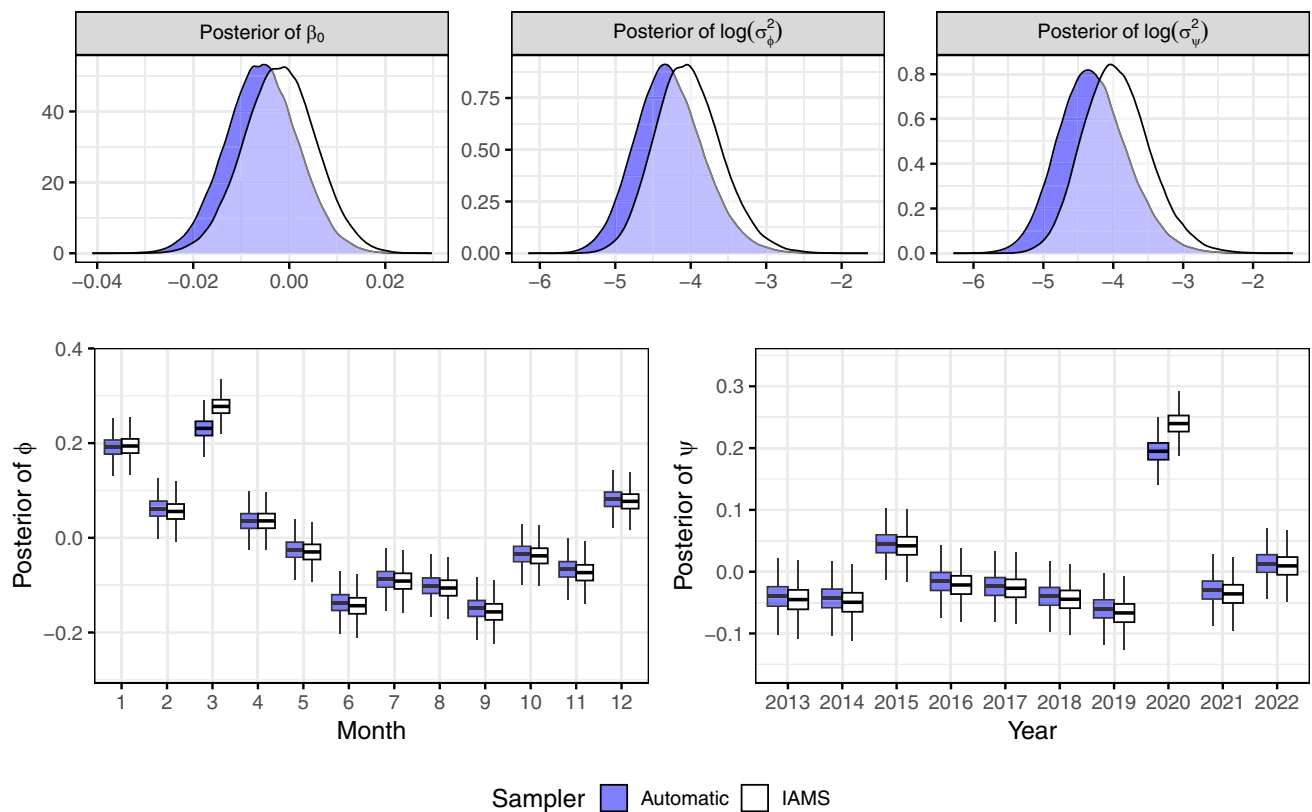 Posterior of β₀ Posterior of log(σ²_ϕ) Posterior of log(σ²_ψ)
40
20
0
−0.04 −0.02 0.00 0.02
0.75
0.50
0.25
0.00
−6 −5 −4 −3 −2
0.8
0.6
0.4
0.2
0.0
−6 −5 −4 −3 −2
Posterior of ϕ
0.4
0.2
0.0
−0.2
1 2 3 4 5 6 7 8 9 10 11 12
Month
Posterior of ψ
0.3
0.2
0.1
0.0
−0.1
2013 2014 2015 2016 2017 2018 2019 2020 2021 2022
Year
Sampler Automatic IAMS